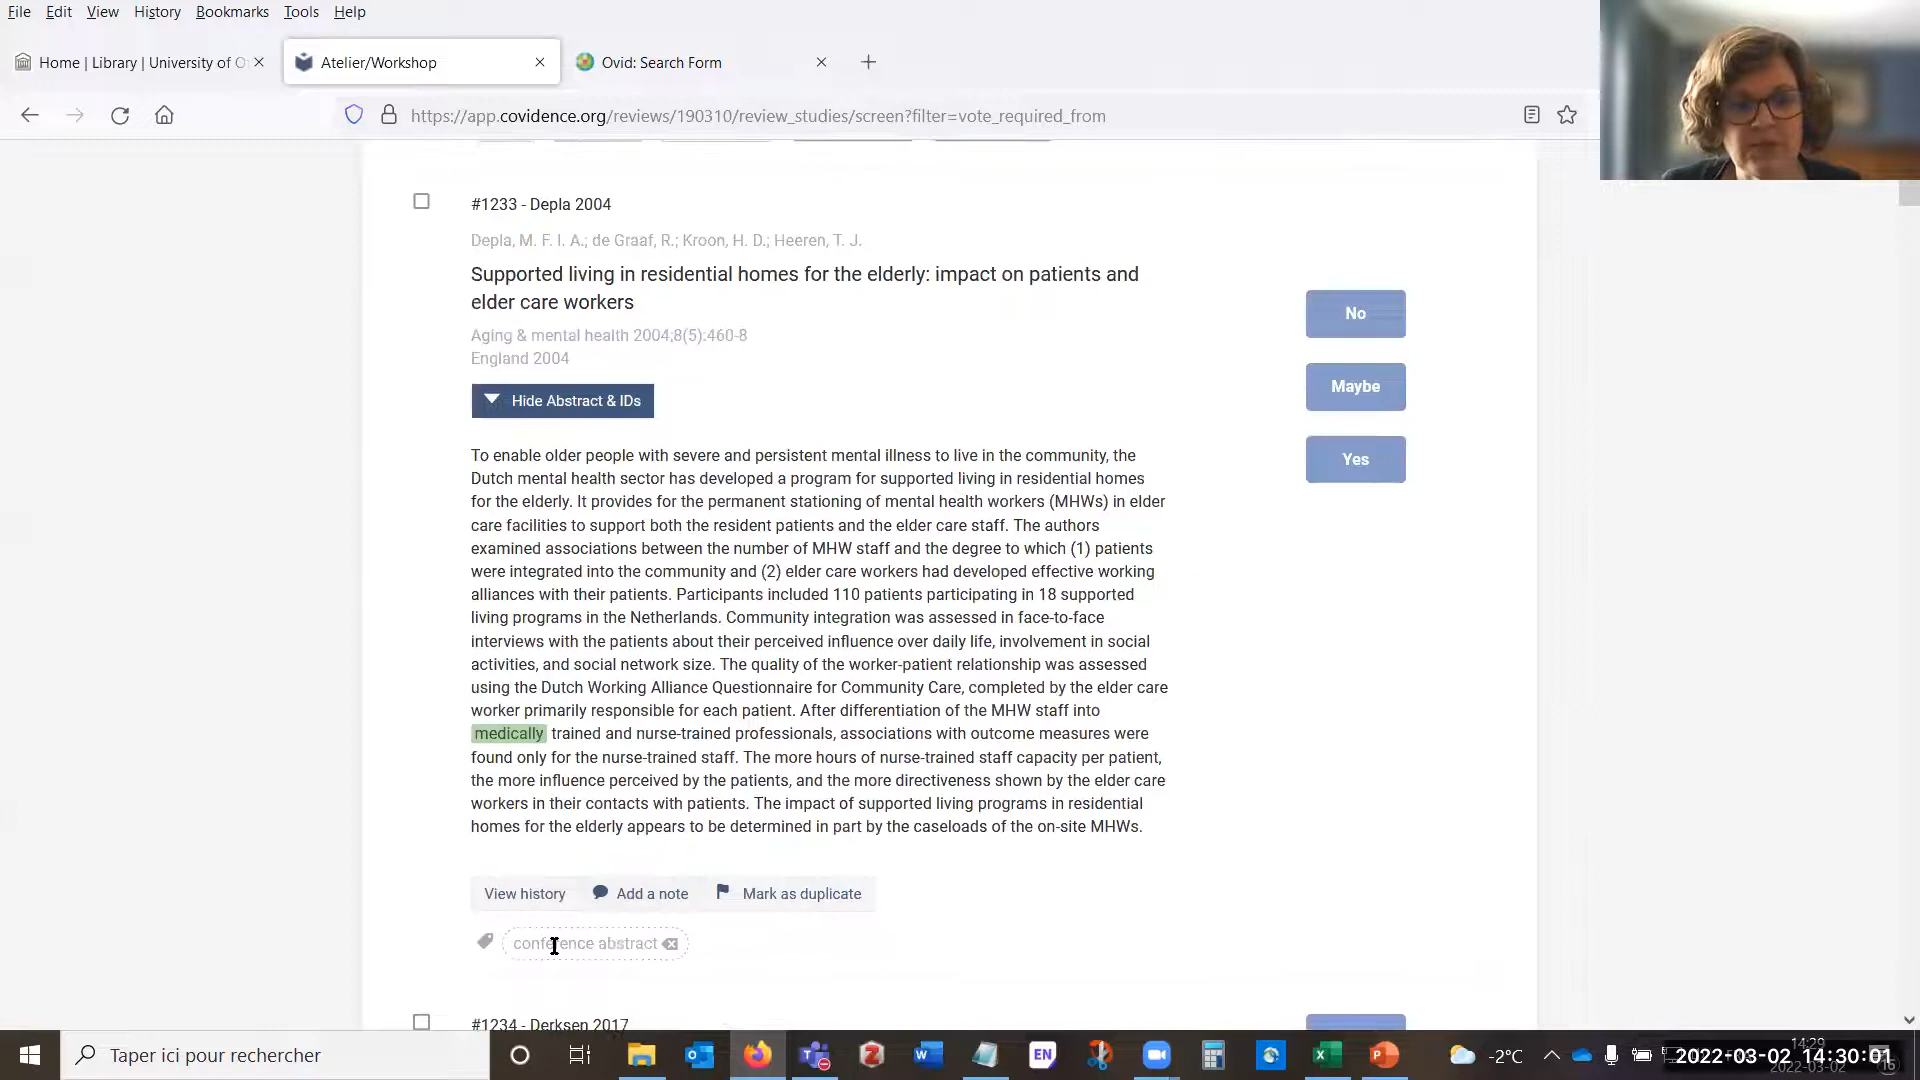 File Edit View History Bookmarks Tools Help
Home | Library | University of O
Atelier/Workshop
Ovid: Search Form
https://app.covidence.org/reviews/190310/review_studies/screen?filter=vote_required_from
#1233 - Depla 2004
Depla, M. F. I. A.; de Graaf, R.; Kroon, H. D.; Heeren, T. J.
Supported living in residential homes for the elderly: impact on patients and
elder care workers
Aging & mental health 2004;8(5):460-8
England 2004
Hide Abstract & IDs
No
Maybe
Yes
To enable older people with severe and persistent mental illness to live in the community, the
Dutch mental health sector has developed a program for supported living in residential homes
for the elderly. It provides for the permanent stationing of mental health workers (MHWs) in elder
care facilities to support both the resident patients and the elder care staff. The authors
examined associations between the number of MHW staff and the degree to which (1) patients
were integrated into the community and (2) elder care workers had developed effective working
alliances with their patients. Participants included 110 patients participating in 18 supported
living programs in the Netherlands. Community integration was assessed in face-to-face
interviews with the patients about their perceived influence over daily life, involvement in social
activities, and social network size. The quality of the worker-patient relationship was assessed
using the Dutch Working Alliance Questionnaire for Community Care, completed by the elder care
worker primarily responsible for each patient. After differentiation of the MHW staff into
medically trained and nurse-trained professionals, associations with outcome measures were
found only for the nurse-trained staff. The more hours of nurse-trained staff capacity per patient,
the more influence perceived by the patients, and the more directiveness shown by the elder care
workers in their contacts with patients. The impact of supported living programs in residential
homes for the elderly appears to be determined in part by the caseloads of the on-site MHWs.
View history Add a note Mark as duplicate
conference abstract
#1234 - Derksen 2017
Taper ici pour rechercher
EN
-2°C
14:29
2022-03-02 14:30:01
2022-03-02